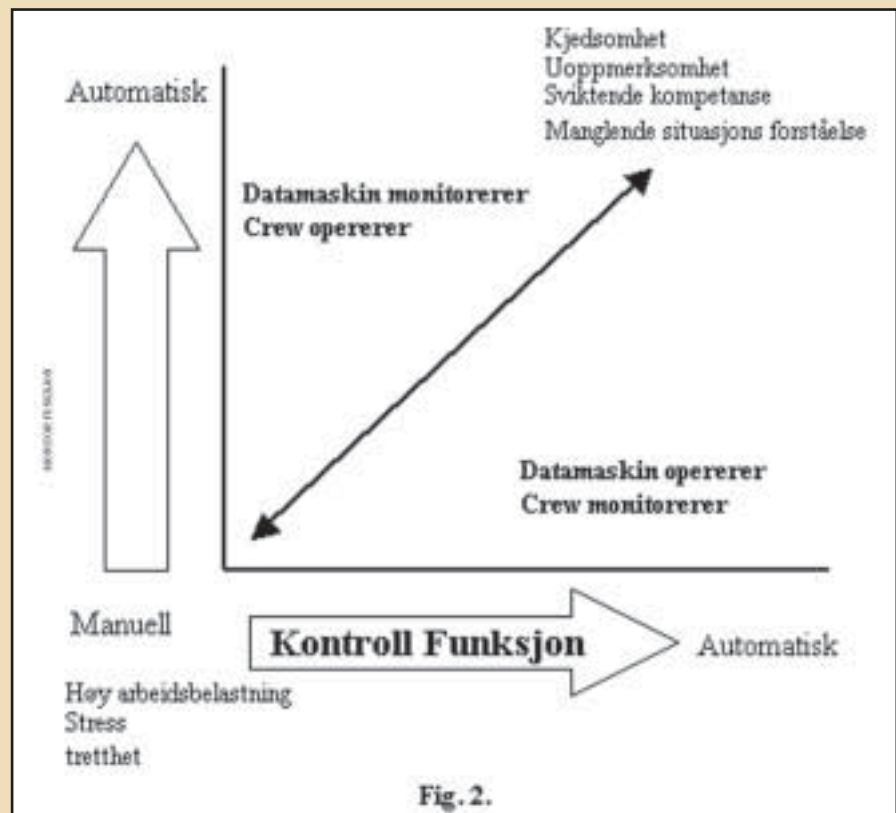 Kjedsomhet
Uoppmerksomhet
Sviktende kompetanse
Manglende situasjons forståelse
Automatisk
Datamaskin monitorerer
Crew opererer
Datamaskin opererer
Crew monitorerer
Manuell
Kontroll Funksjon
Automatisk
Høy arbeidsbelastning
Stress
tretthet
Fig. 2.